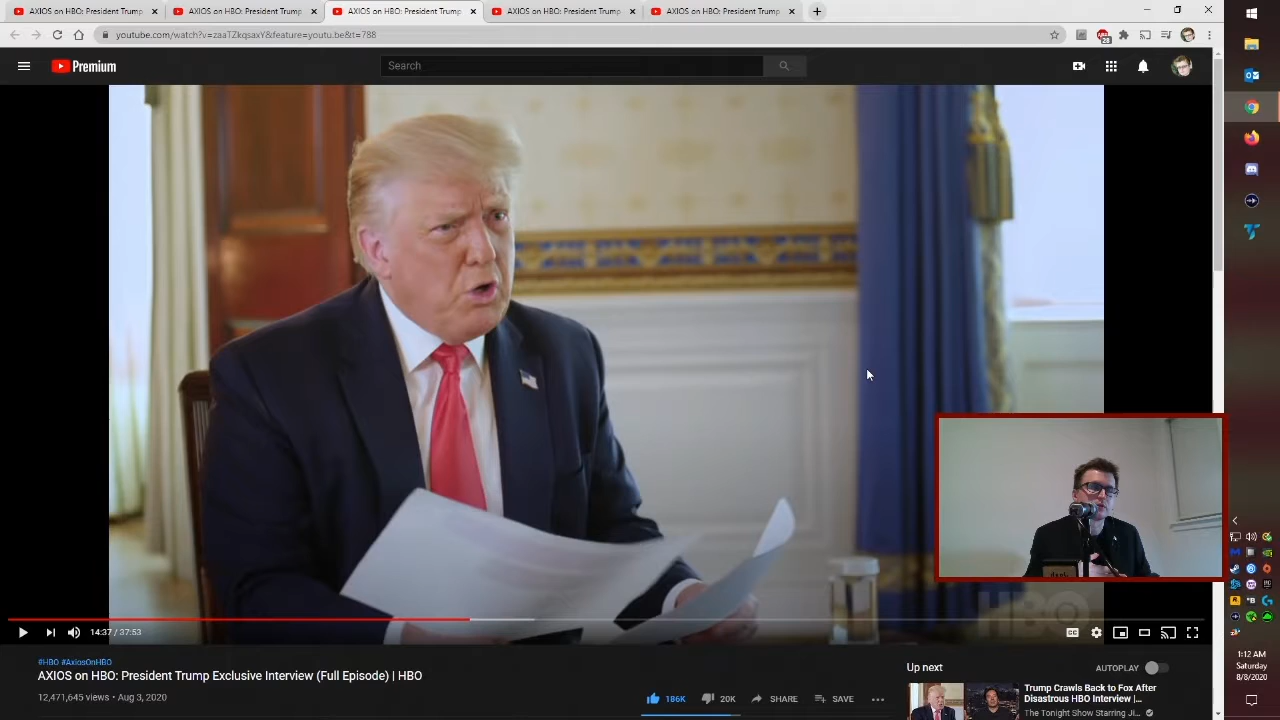 AXIOS on HBO: President Trump
AXIOS on HBO: President Trump
AXIOS on HBO: President Trump
AXIOS on HBO: President Trump
AXIOS on HBO: President Trump
youtube.com/watch?v=zaaTZkqsaxY&feature=youtu.be&t=788
28
Premium
Search
HBO
14:37 / 37:53
CC
#HBO #AxiosOnHBO
AXIOS on HBO: President Trump Exclusive Interview (Full Episode) | HBO
12,471,645 views • Aug 3, 2020
186K
20K
SHARE
SAVE
Up next
AUTOPLAY
Trump Crawls Back to Fox After
Disastrous HBO Interview |...
The Tonight Show Starring Ji...
1:12 AM
Saturday
8/8/2020